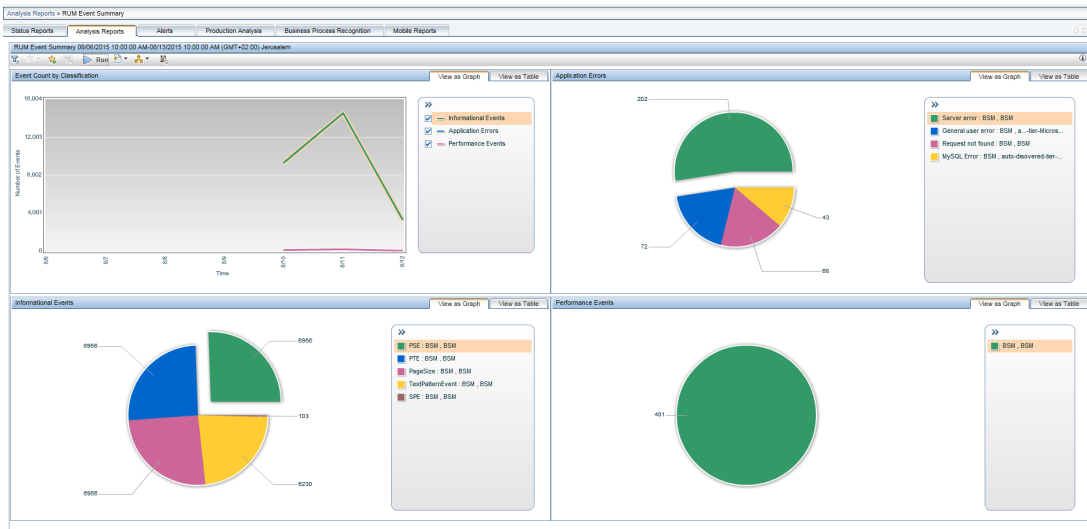 Analysis Reports > RUM Event Summary
Status Reports Analysis Reports Alerts Production Analysis Business Process Recognition Mobile Reports
RUM Event Summary 08/06/2015 10:00:00 AM-08/13/2015 10:00:00 AM (GMT+02:00) Jerusalem
Run
Event Count by Classification View as Graph View as Table
16,004
12,003
8,002
4,001
0
Number of Events
8/6 8/7 8/8 8/9 8/10 8/11 8/12
Time
Informational Events
Application Errors
Performance Events
Application Errors View as Graph View as Table
202
43
72
68
Server error : BSM , BSM
General user error : BSM , a...-tier-Micros...
Request not found : BSM , BSM
MySQL Error : BSM , auto-disovered-tier-...
Informational Events View as Graph View as Table
6956
6956
103
6956
6230
PSE : BSM , BSM
PTE : BSM , BSM
PageSize : BSM , BSM
TextPatternEvent : BSM , BSM
SPE : BSM , BSM
Performance Events View as Graph View as Table
401
BSM , BSM